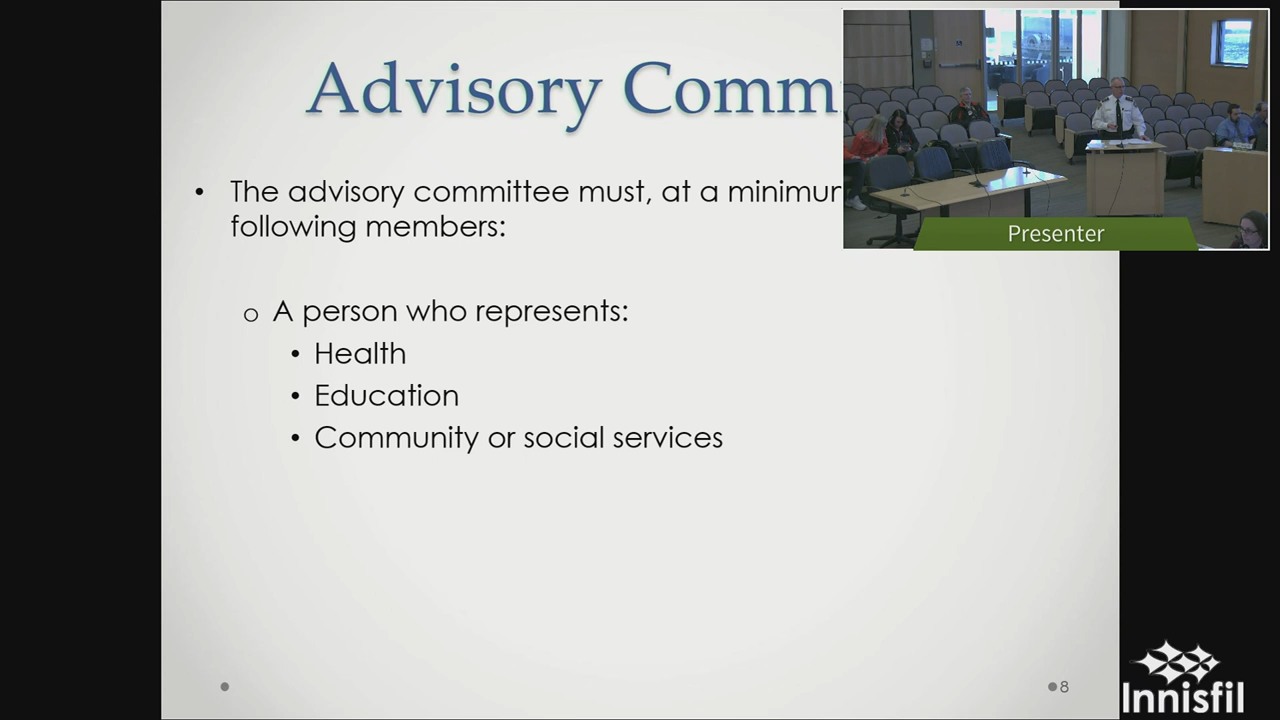 Advisory Comm
• The advisory committee must, at a minimum
following members:
o A person who represents:
• Health
• Education
• Community or social services
8
Presenter
Innisfil